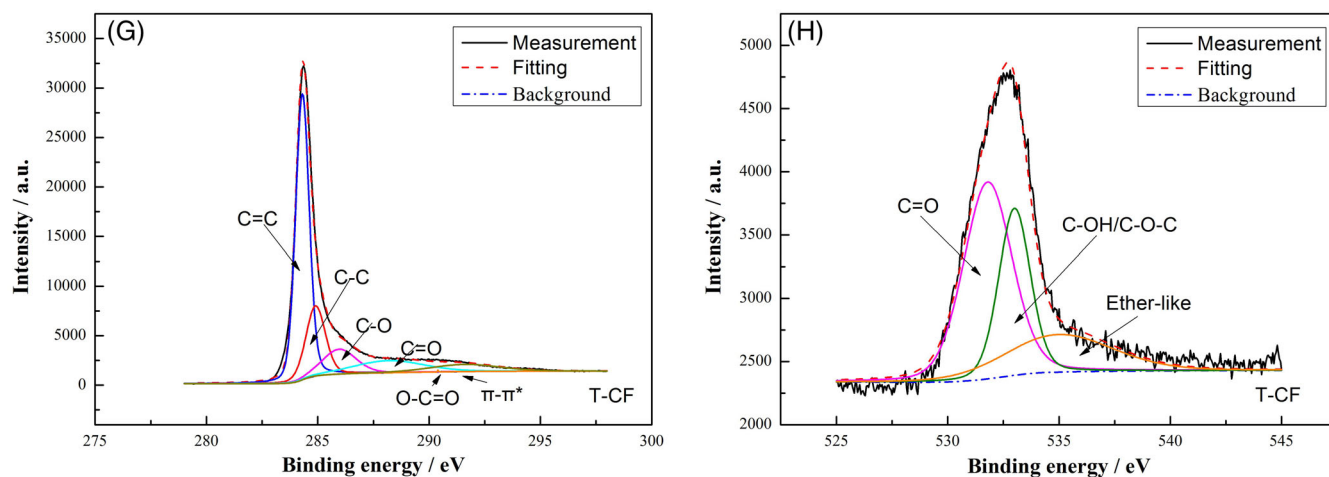 (G)
Measurement
Fitting
Background
35000
30000
25000
20000
15000
10000
5000
0
Intensity / a.u.
C=C
C-C
C-O
C=O
O-C=O
π-π*
T-CF
275
280
285
290
295
300
Binding energy / eV
(H)
Measurement
Fitting
Background
5000
4500
4000
3500
3000
2500
2000
Intensity / a.u.
C=O
C-OH/C-O-C
Ether-like
T-CF
525
530
535
540
545
Binding energy / eV